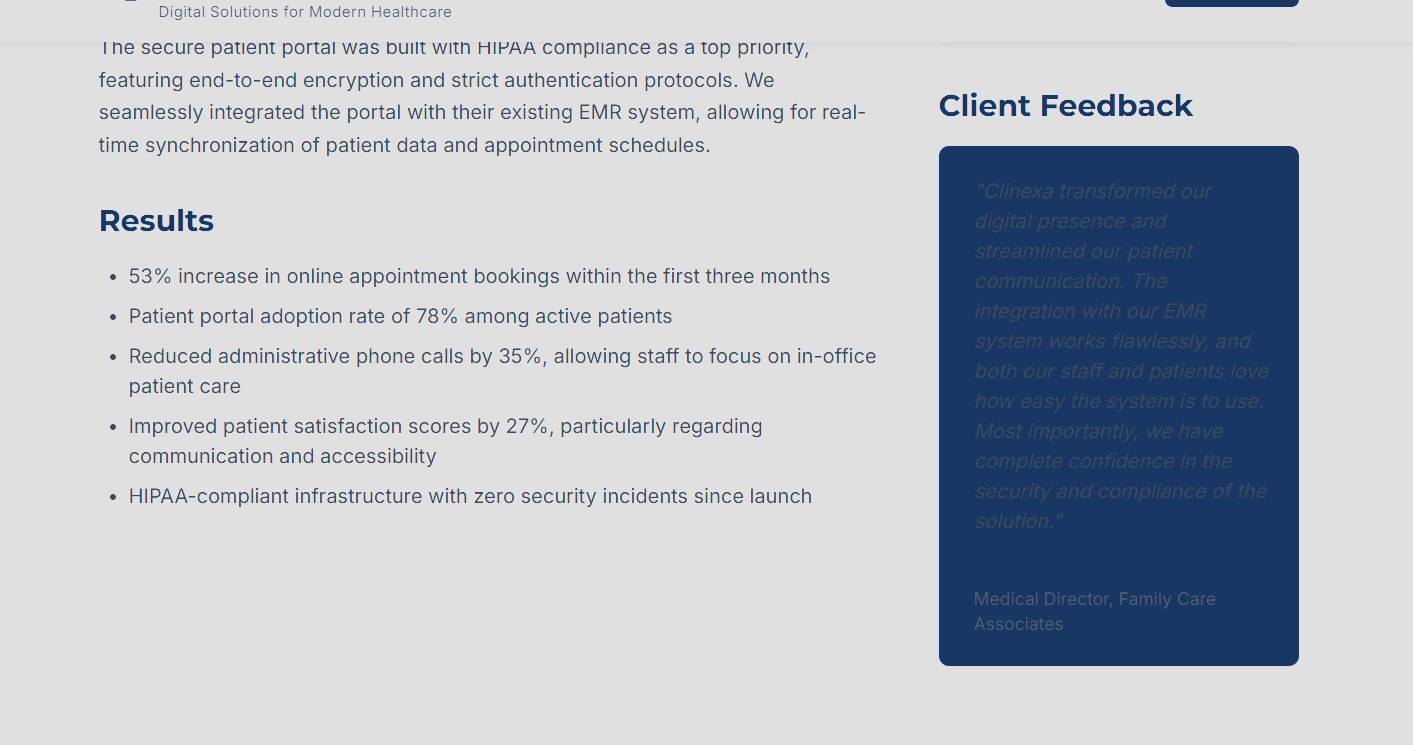 Digital Solutions for Modern Healthcare
The secure patient portal was built with HIPAA compliance as a top priority,
featuring end-to-end encryption and strict authentication protocols. We
seamlessly integrated the portal with their existing EMR system, allowing for real-
time synchronization of patient data and appointment schedules.
Results
• 53% increase in online appointment bookings within the first three months
• Patient portal adoption rate of 78% among active patients
• Reduced administrative phone calls by 35%, allowing staff to focus on in-office
patient care
• Improved patient satisfaction scores by 27%, particularly regarding
communication and accessibility
• HIPAA-compliant infrastructure with zero security incidents since launch
Client Feedback
"Clinexa transformed our
digital presence and
streamlined our patient
communication. The
integration with our EMR
system works flawlessly, and
both our staff and patients love
how easy the system is to use.
Most importantly, we have
complete confidence in the
security and compliance of the
solution."
Medical Director, Family Care
Associates